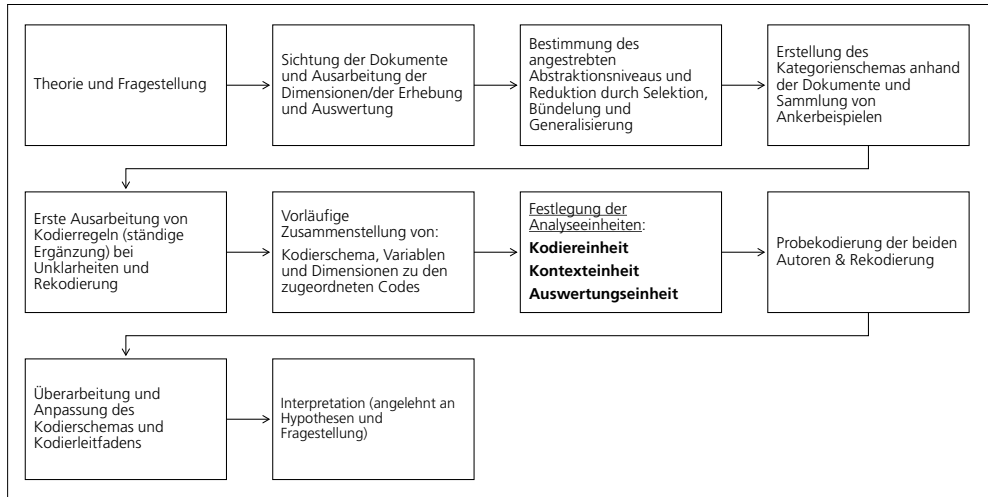 Theorie und Fragestellung
Sichtung der Dokumente
und Ausarbeitung der
Dimensionen/der Erhebung
und Auswertung
Bestimmung des
angestrebten
Abstraktionsniveaus und
Reduktion durch Selektion,
Bündelung und
Generalisierung
Erstellung des
Kategorienschemas anhand
der Dokumente und
Sammlung von
Ankerbeispielen
Erste Ausarbeitung von
Kodierregeln (ständige
Ergänzung) bei
Unklarheiten und
Rekodierung
Vorläufige
Zusammenstellung von:
Kodierschema, Variablen
und Dimensionen zu den
zugeordneten Codes
Festlegung der
Analyseeinheiten:
Kodiereinheit
Kontexteinheit
Auswertungseinheit
Probekodierung der beiden
Autoren & Rekodierung
Überarbeitung und
Anpassung des
Kodierschemas und
Kodierleitfadens
Interpretation (angelehnt an
Hypothesen und
Fragestellung)